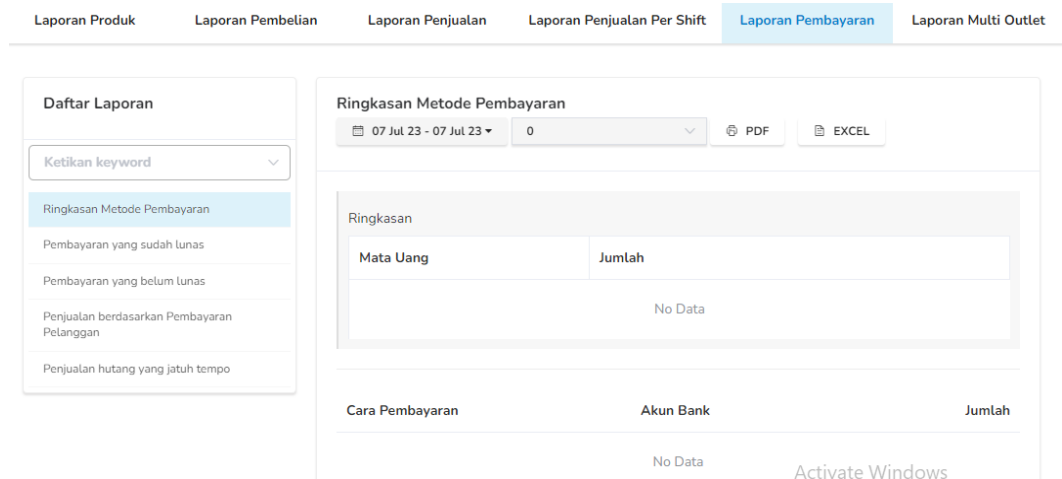 Laporan Produk Laporan Pembelian Laporan Penjualan Laporan Penjualan Per Shift Laporan Pembayaran Laporan Multi Outlet
Daftar Laporan
Ketikan keyword
Ringkasan Metode Pembayaran
Pembayaran yang sudah lunas
Pembayaran yang belum lunas
Penjualan berdasarkan Pembayaran
Pelanggan
Penjualan hutang yang jatuh tempo
Ringkasan Metode Pembayaran
07 Jul 23 - 07 Jul 23 0 PDF EXCEL
Ringkasan
Mata Uang Jumlah
No Data
Cara Pembayaran Akun Bank Jumlah
No Data
Activate Windows